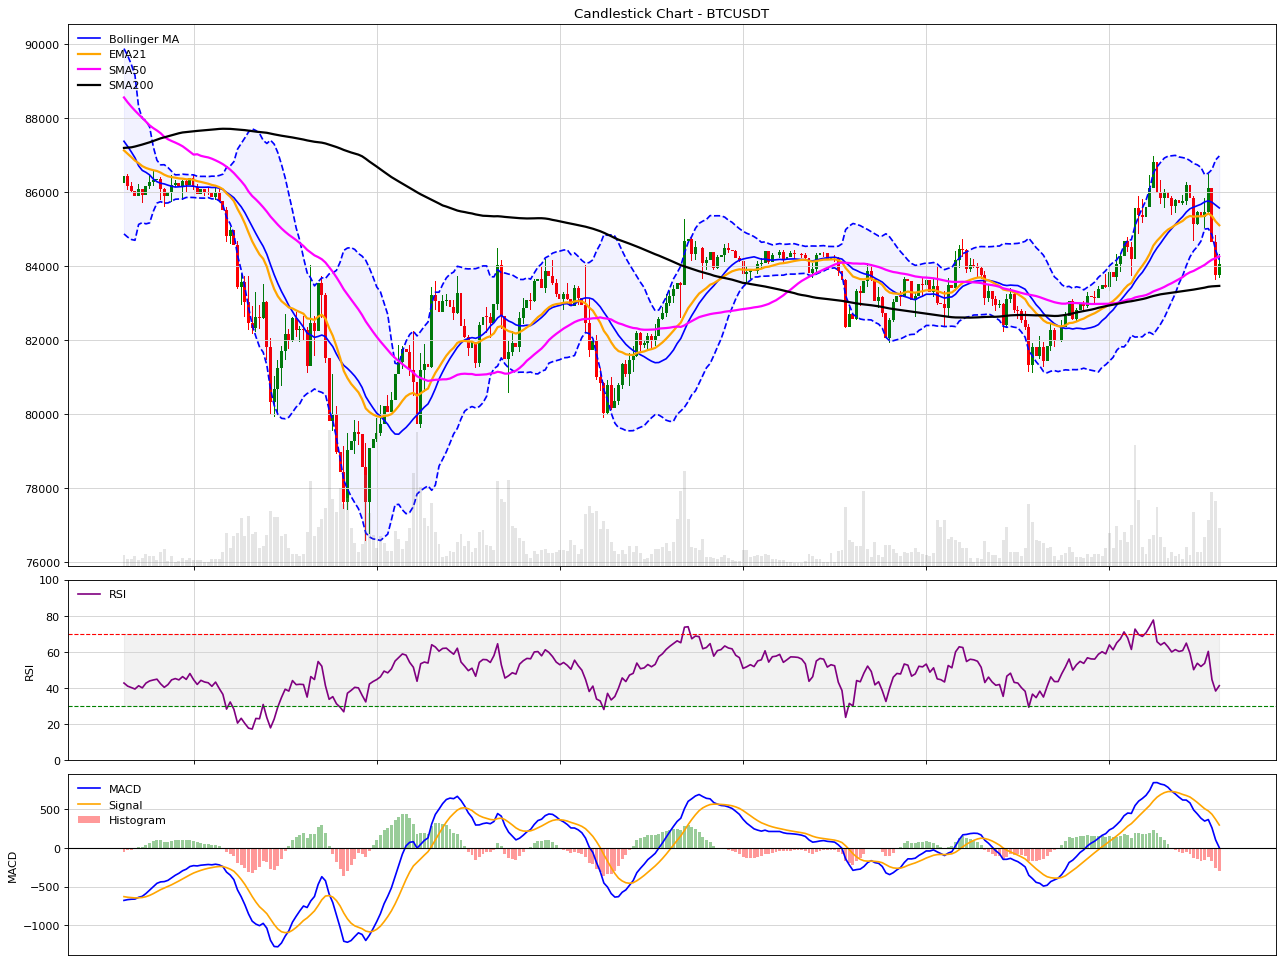 Candlestick Chart - BTCUSDT
Bollinger MA
EMA21
SMA50
SMA200
90000
88000
86000
84000
82000
80000
78000
76000
RSI
100
80
60
40
20
0
RSI
MACD
Signal
Histogram
500
0
−500
−1000
MACD